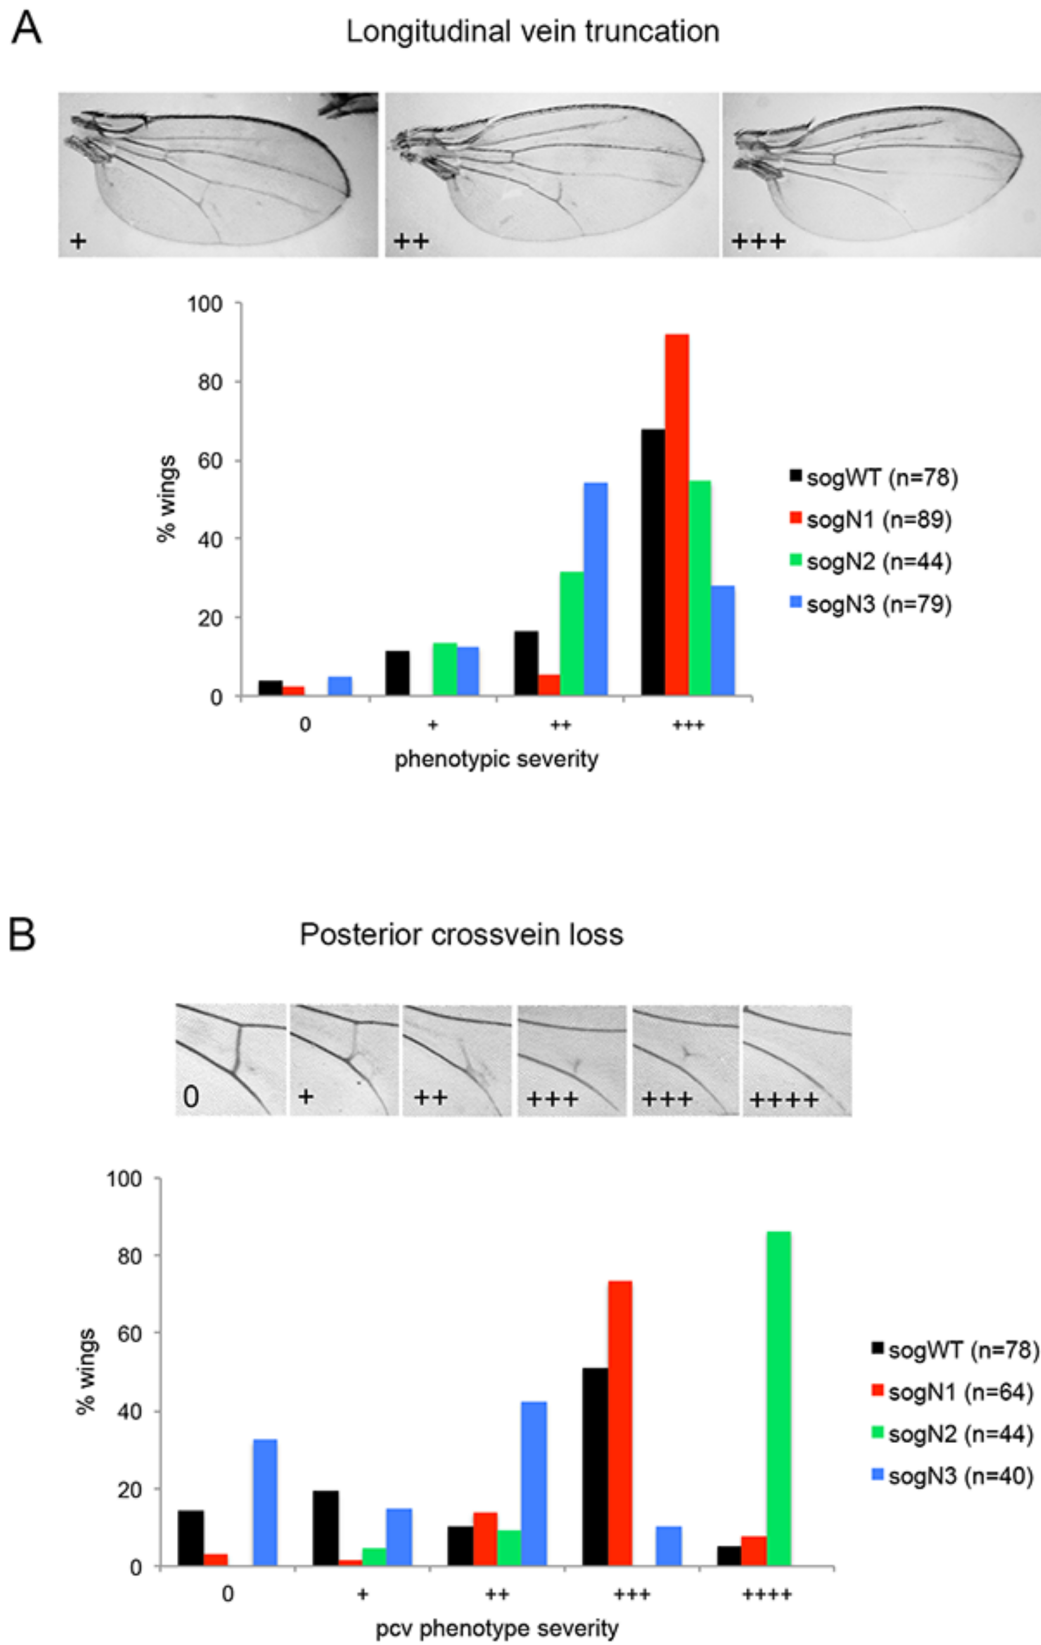 A
Longitudinal vein truncation
+
++
+++
100
80
60
40
20
0
% wings
0
+
++
+++
phenotypic severity
sogWT (n=78)
sogN1 (n=89)
sogN2 (n=44)
sogN3 (n=79)
B
Posterior crossvein loss
0
+
++
+++
+++
++++
100
80
60
40
20
0
% wings
0
+
++
+++
++++
pcv phenotype severity
sogWT (n=78)
sogN1 (n=64)
sogN2 (n=44)
sogN3 (n=40)